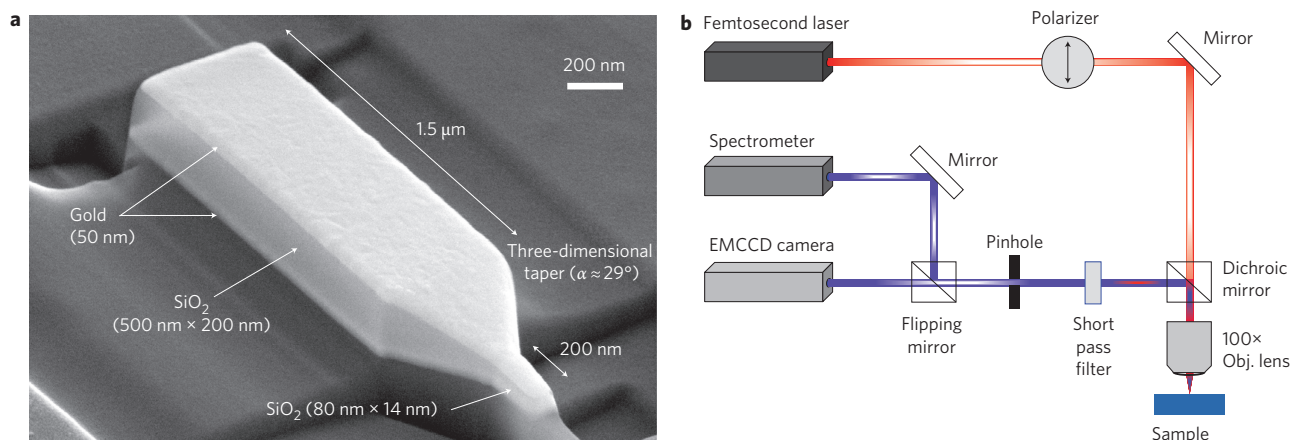 a
200 nm
1.5 μm
Gold
(50 nm)
Three-dimensional
taper (α ≈ 29°)
SiO₂
(500 nm × 200 nm)
200 nm
SiO₂ (80 nm × 14 nm)
b
Femtosecond laser
Polarizer
Mirror
Spectrometer
Mirror
EMCCD camera
Pinhole
Dichroic
mirror
Flipping
mirror
Short
pass
filter
100×
Obj. lens
Sample